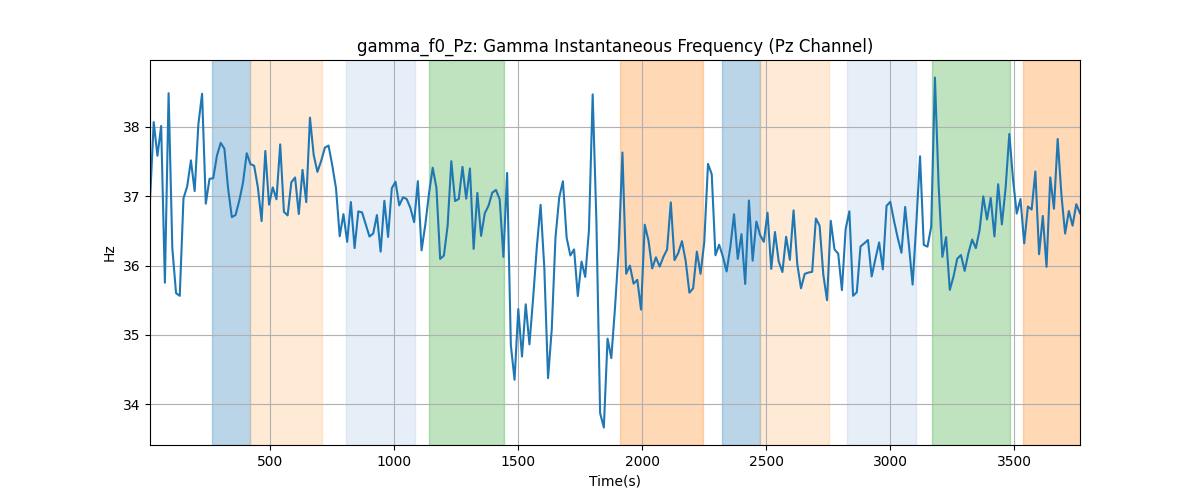 gamma_f0_Pz: Gamma Instantaneous Frequency (Pz Channel)
Hz
38
37
36
35
34
500 1000 1500 2000 2500 3000 3500
Time(s)